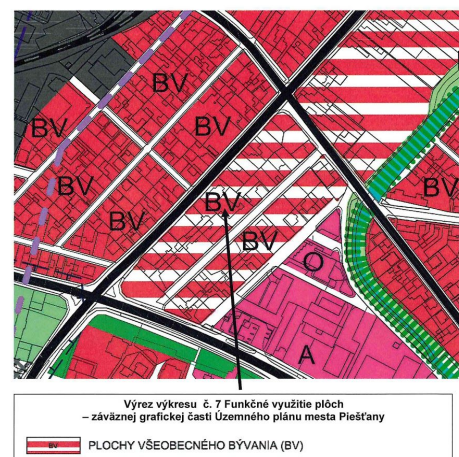 BV
BV
BV
BV
BV
BV
BV
BV
BV
O
A
Výrez výkresu č. 7 Funkčné využitie plôch
– záväznej grafickej časti Územného plánu mesta Piešťany
BV PLOCHY VŠEOBECNÉHO BÝVANIA (BV)